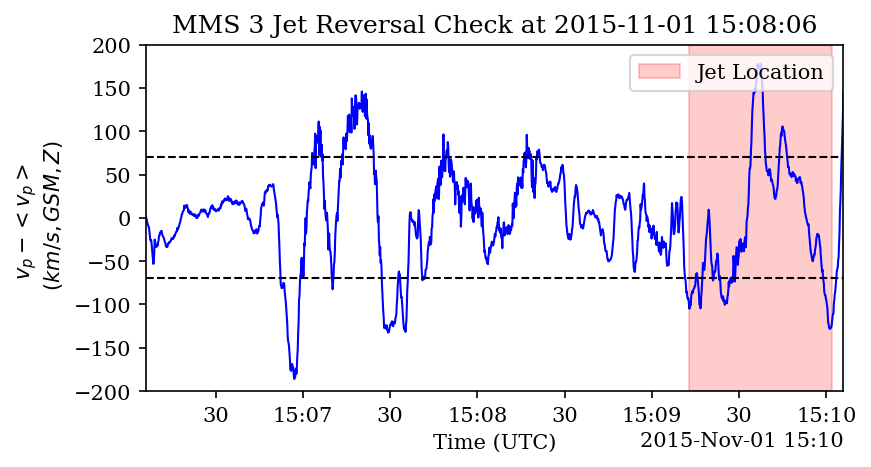 MMS 3 Jet Reversal Check at 2015-11-01 15:08:06
Jet Location
200
150
100
50
0
−50
−100
−150
−200
v_p − <v_p>
(km/s, GSM, Z)
30 15:07 30 15:08 30 15:09 30 15:10
Time (UTC)
2015-Nov-01 15:10